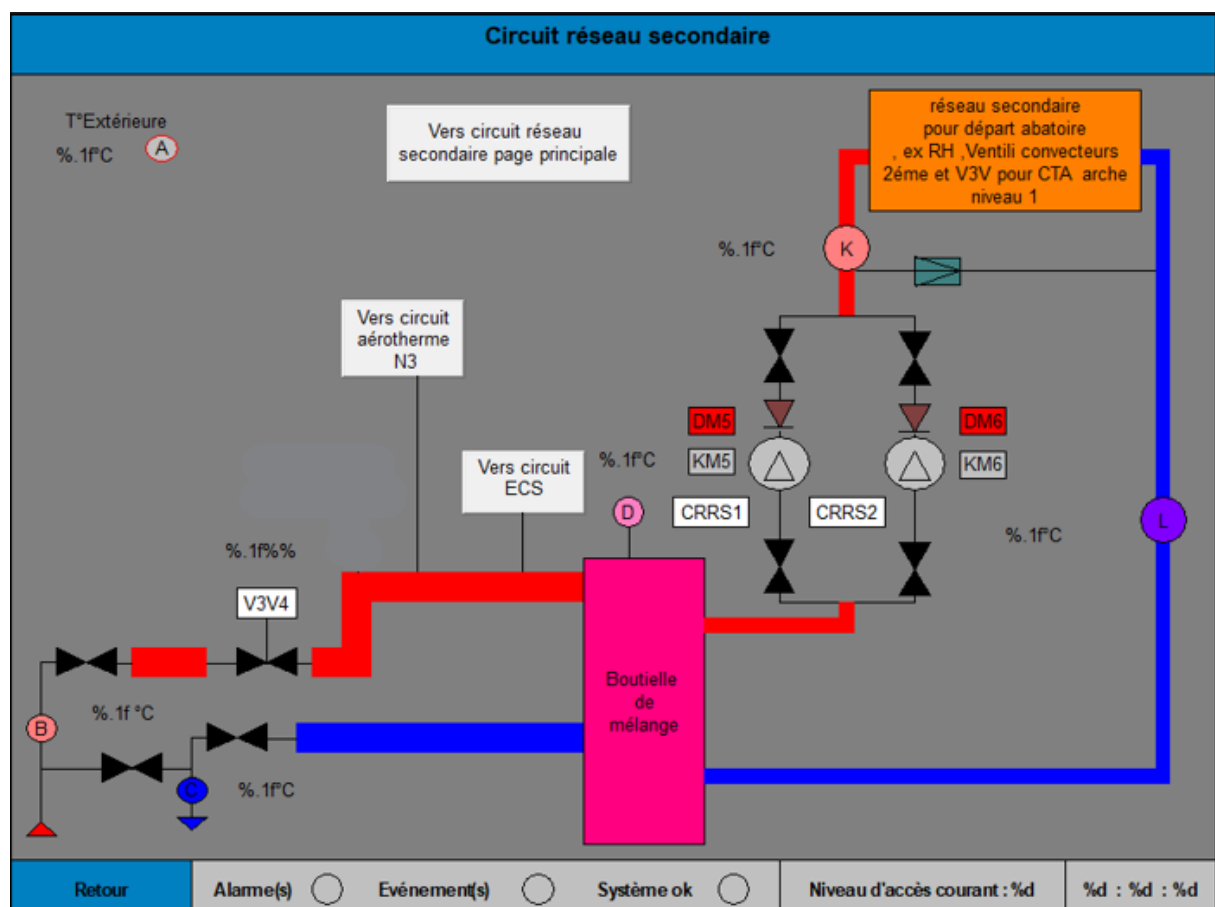 Circuit réseau secondaire
T°Extérieure
%.1f°C
A
Vers circuit réseau
secondaire page principale
réseau secondaire
pour départ abatoire
, ex RH ,Ventili convecteurs
2éme et V3V pour CTA arche
niveau 1
%.1f°C
K
Vers circuit
aérotherme
N3
DM5
DM6
KM5
KM6
Vers circuit
ECS
%.1f°C
D
CRRS1
CRRS2
L
%.1f°C
%.1f%%
V3V4
Boutielle
de
mélange
B
%.1f °C
C
%.1f°C
Retour
Alarme(s)
Evénement(s)
Système ok
Niveau d'accès courant : %d
%d : %d : %d